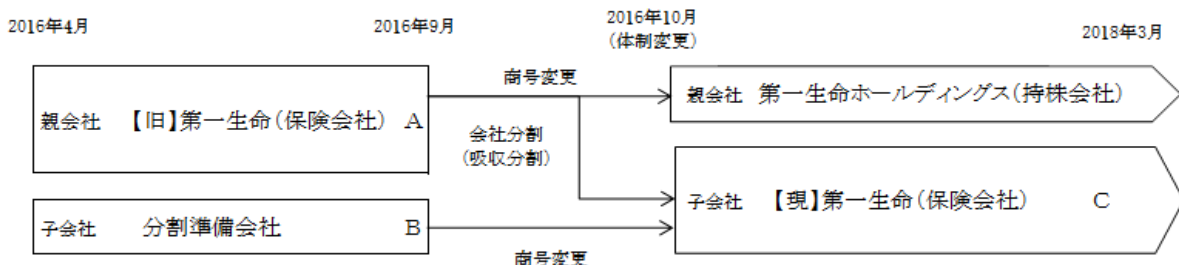 2016年4月
2016年9月
2016年10月
(体制変更)
2018年3月
親会社 【旧】第一生命(保険会社) A
商号変更
親会社 第一生命ホールディングス(持株会社)
会社分割
(吸収分割)
子会社 【現】第一生命(保険会社) C
子会社 分割準備会社 B
商号変更